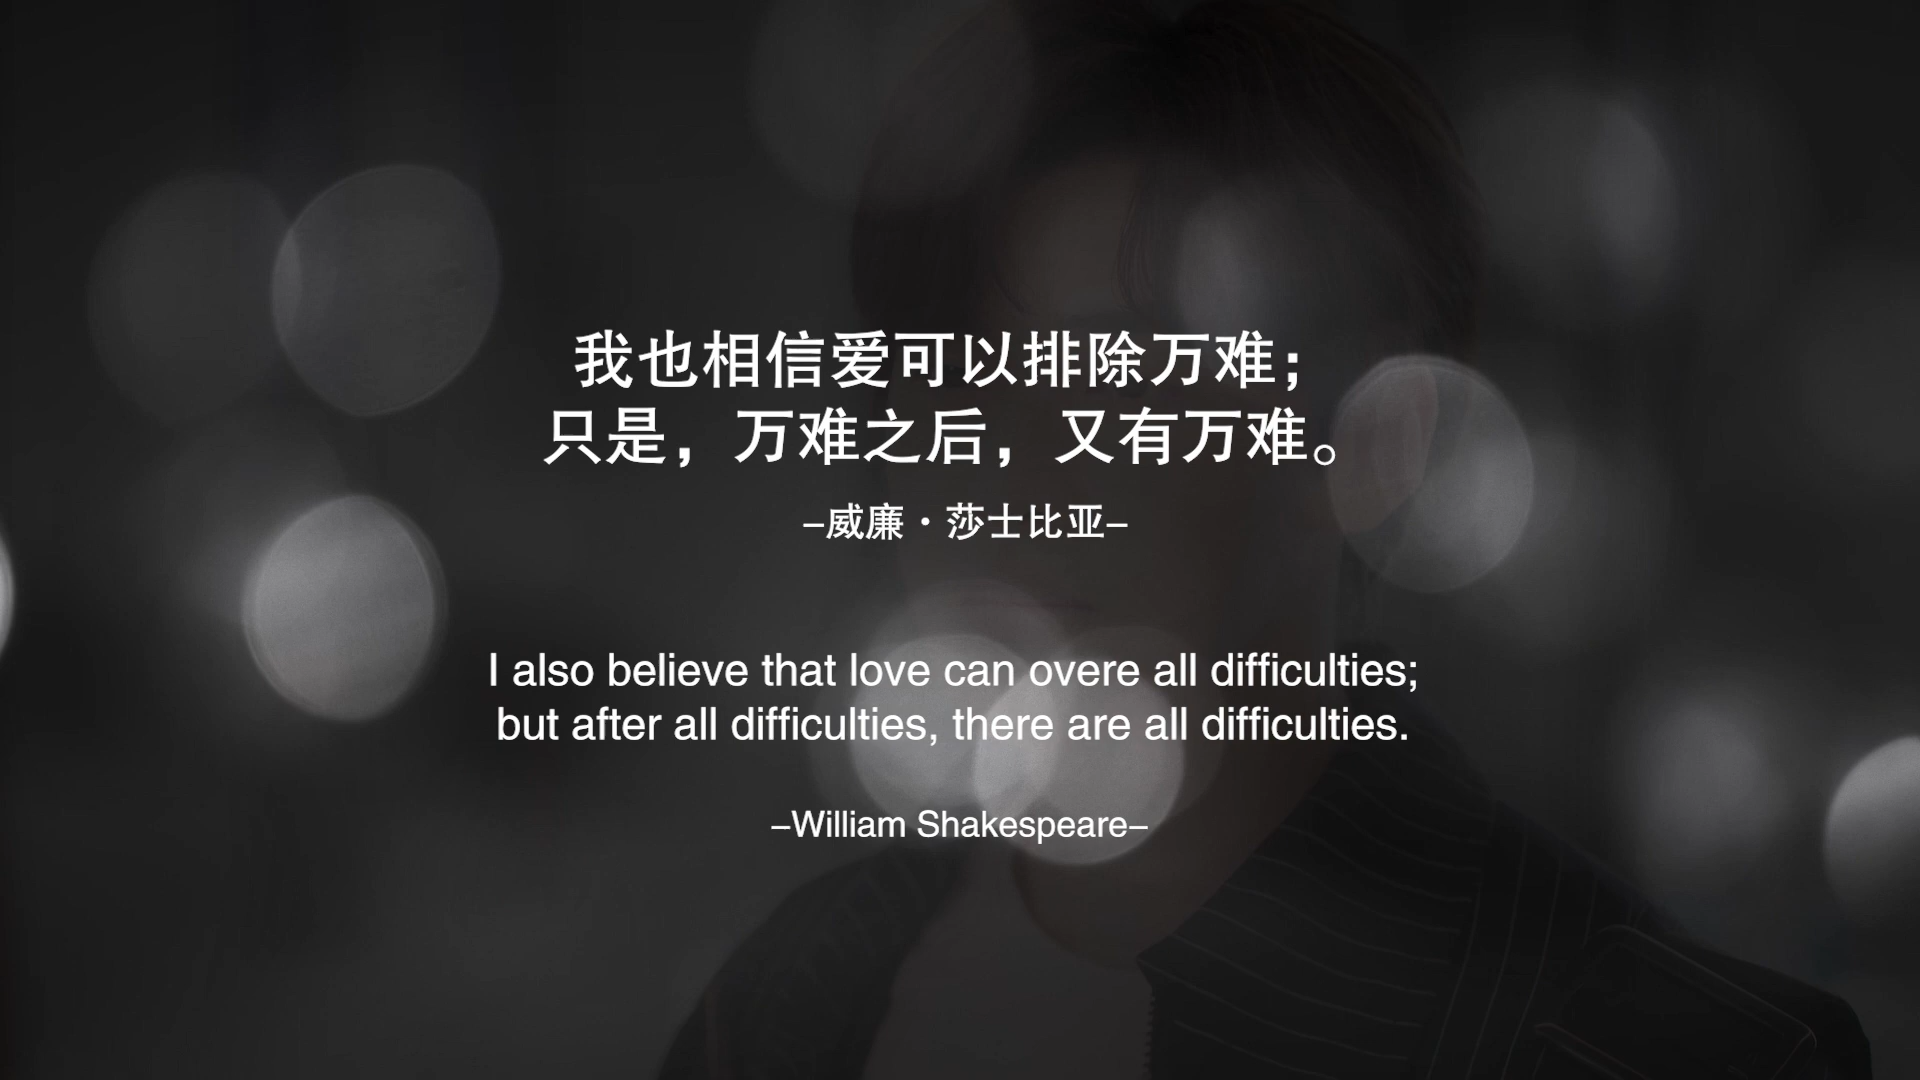 我也相信爱可以排除万难；
只是，万难之后，又有万难。
–威廉・莎士比亚–
I also believe that love can overe all difficulties;
but after all difficulties, there are all difficulties.
–William Shakespeare–